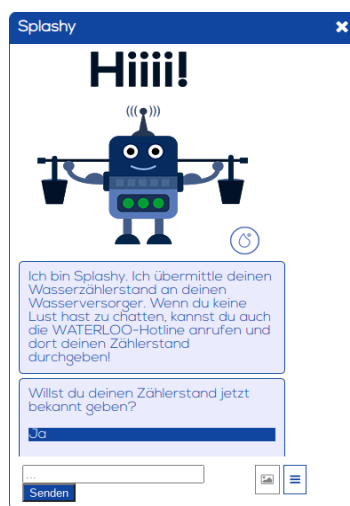 Splashy
Hiiii!
Ich bin Splashy. Ich übermittle deinen
Wasserzählerstand an deinen
Wasserversorger. Wenn du keine
Lust hast zu chatten, kannst du auch
die WATERLOO-Hotline anrufen und
dort deinen Zählerstand
durchgeben!
Willst du deinen Zählerstand jetzt
bekannt geben?
Ja
...
Senden